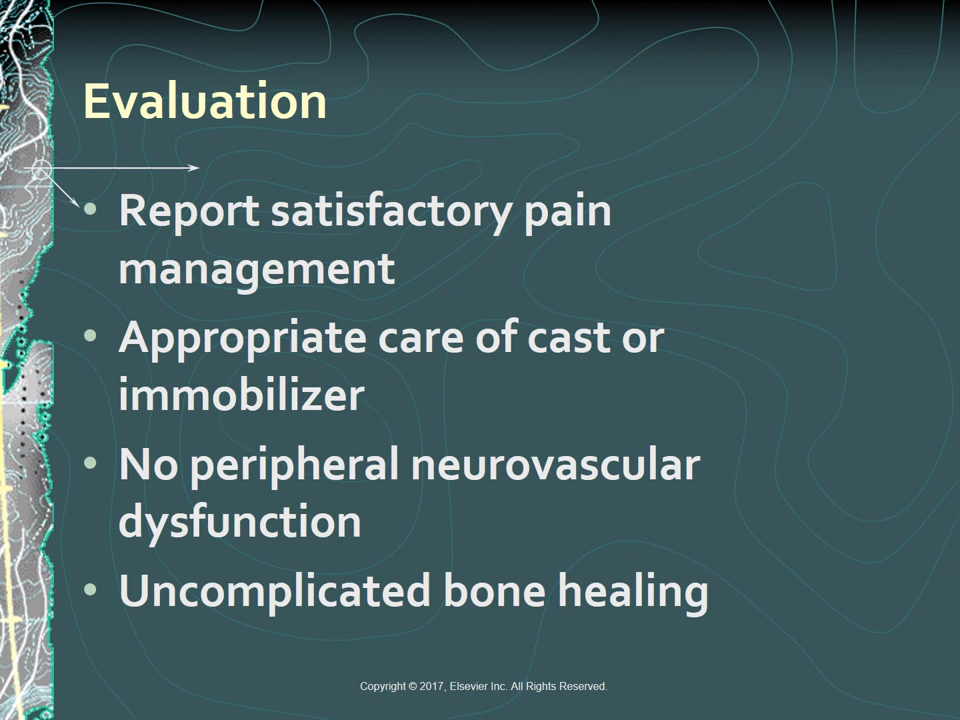 Evaluation
• Report satisfactory pain
management
• Appropriate care of cast or
immobilizer
• No peripheral neurovascular
dysfunction
• Uncomplicated bone healing
Copyright © 2017, Elsevier Inc. All Rights Reserved.